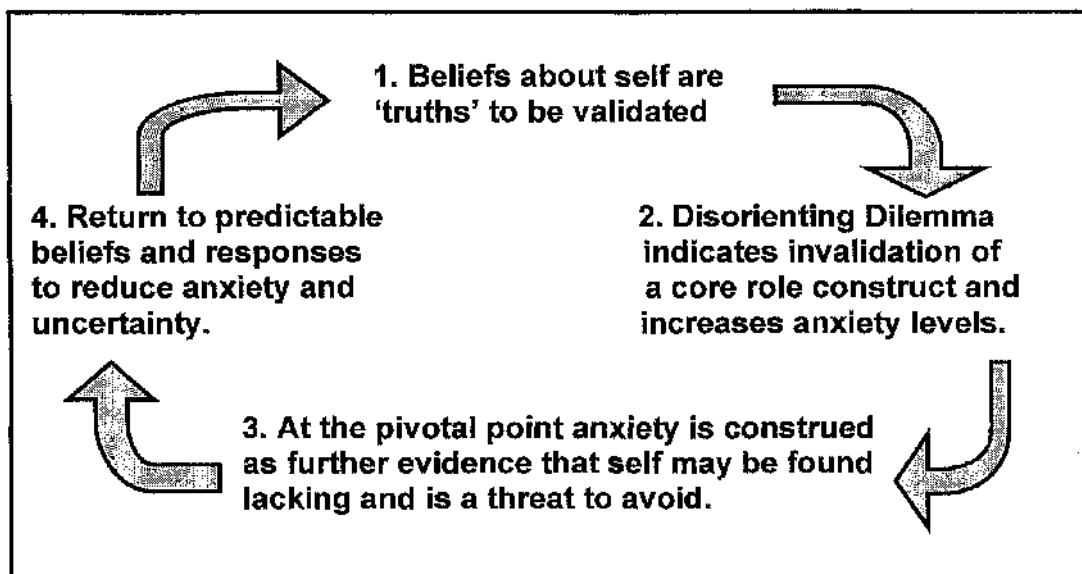 1. Beliefs about self are
'truths' to be validated
2. Disorienting Dilemma
indicates invalidation of
a core role construct and
increases anxiety levels.
3. At the pivotal point anxiety is construed
as further evidence that self may be found
lacking and is a threat to avoid.
4. Return to predictable
beliefs and responses
to reduce anxiety and
uncertainty.